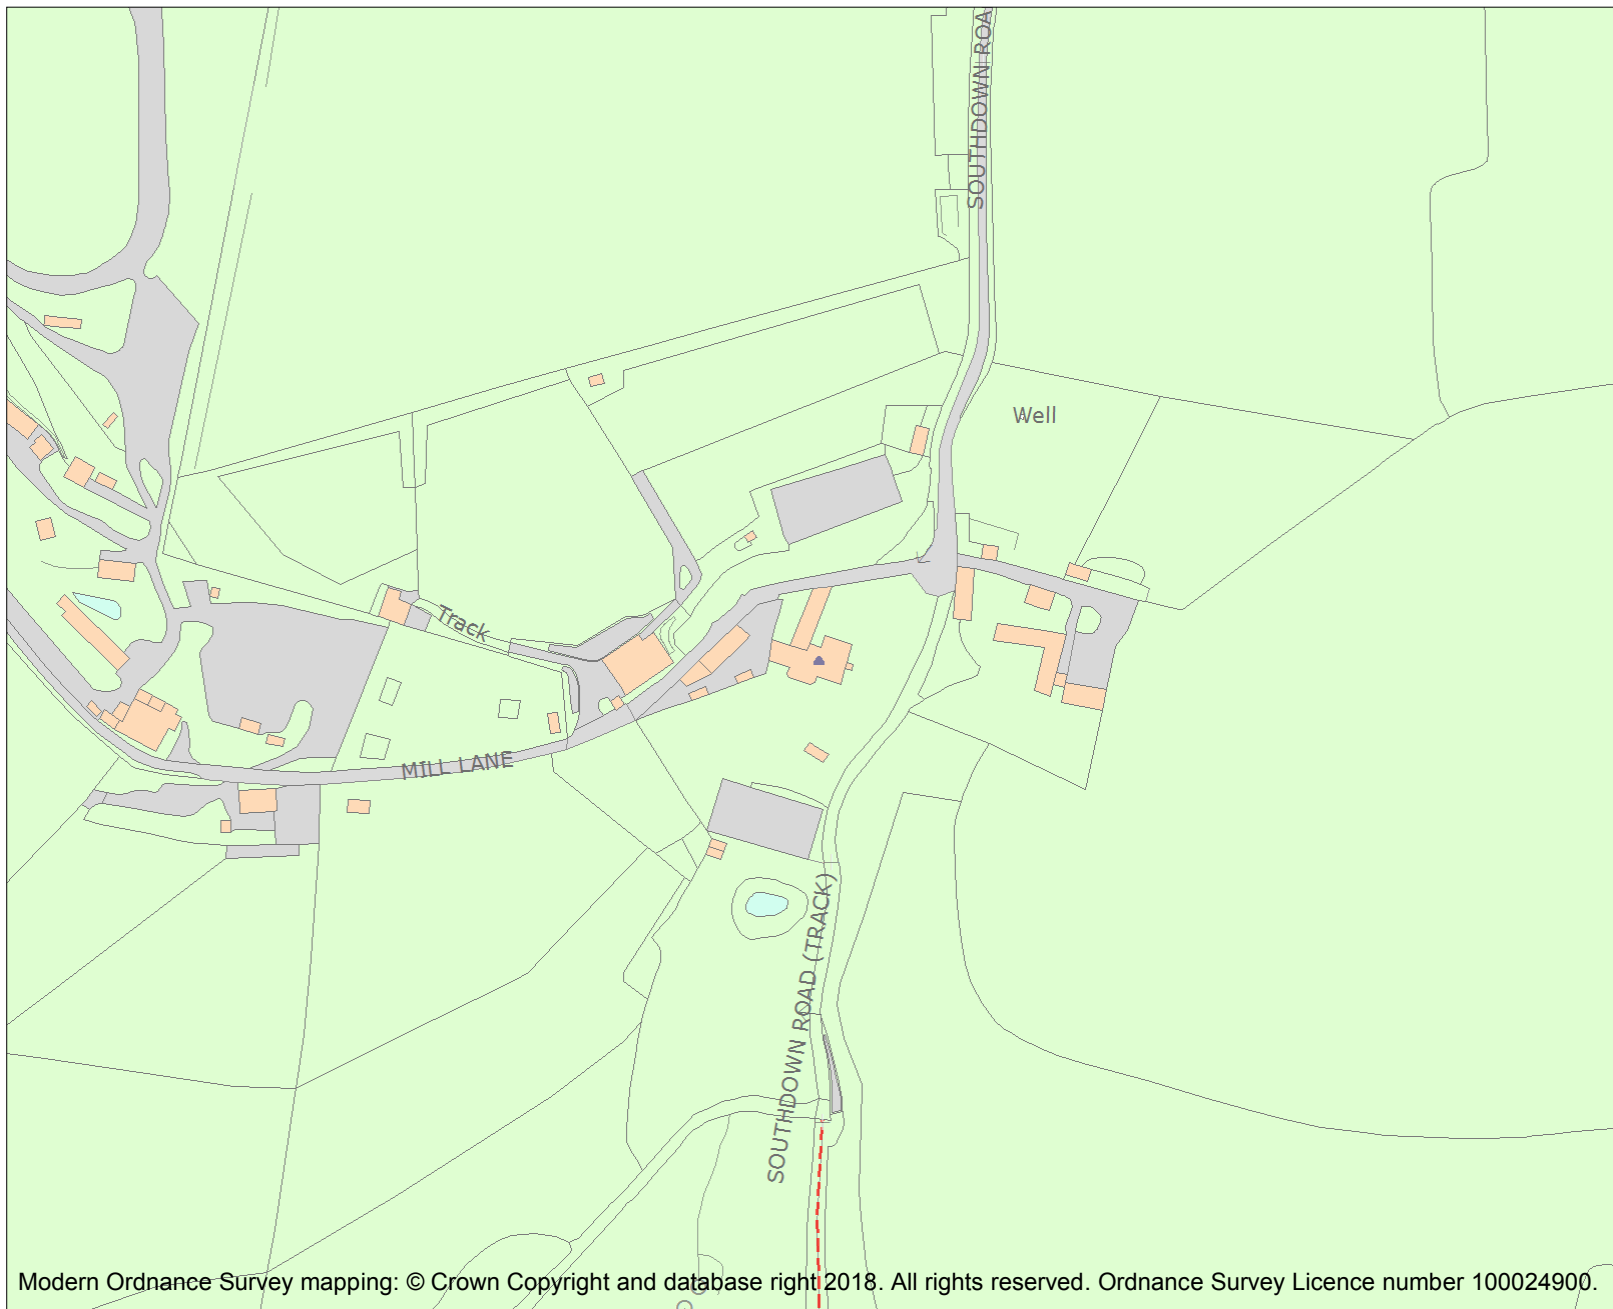 SOUTHDOWN ROA
Well
Track
MILL LANE
SOUTHDOWN ROAD (TRACK)
Modern Ordnance Survey mapping: © Crown Copyright and database right 2018. All rights reserved. Ordnance Survey Licence number 100024900.